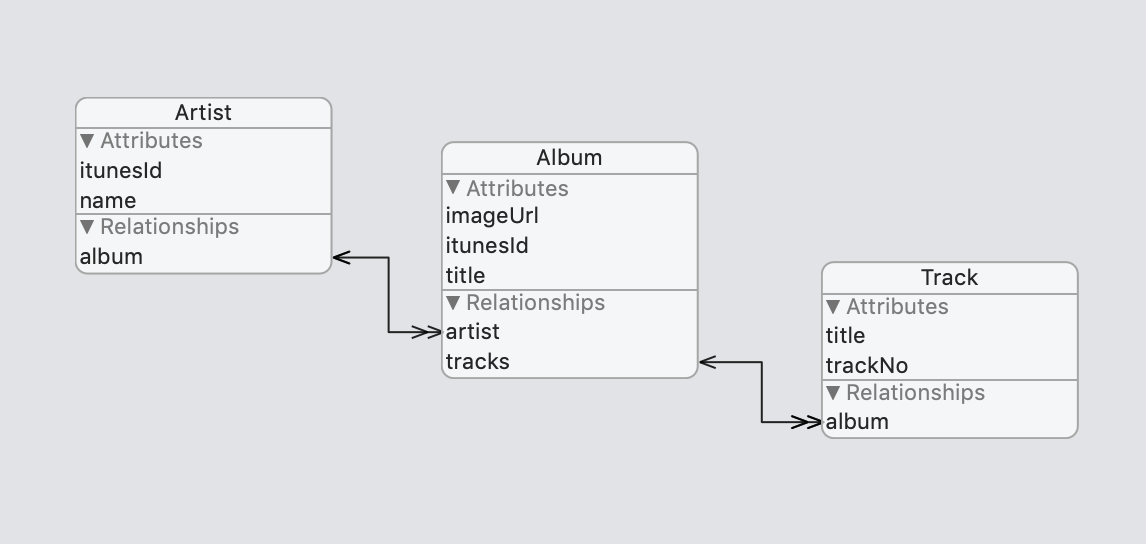 Artist
Attributes
itunesId
name
Relationships
album
Album
Attributes
imageUrl
itunesId
title
Relationships
artist
tracks
Track
Attributes
title
trackNo
Relationships
album